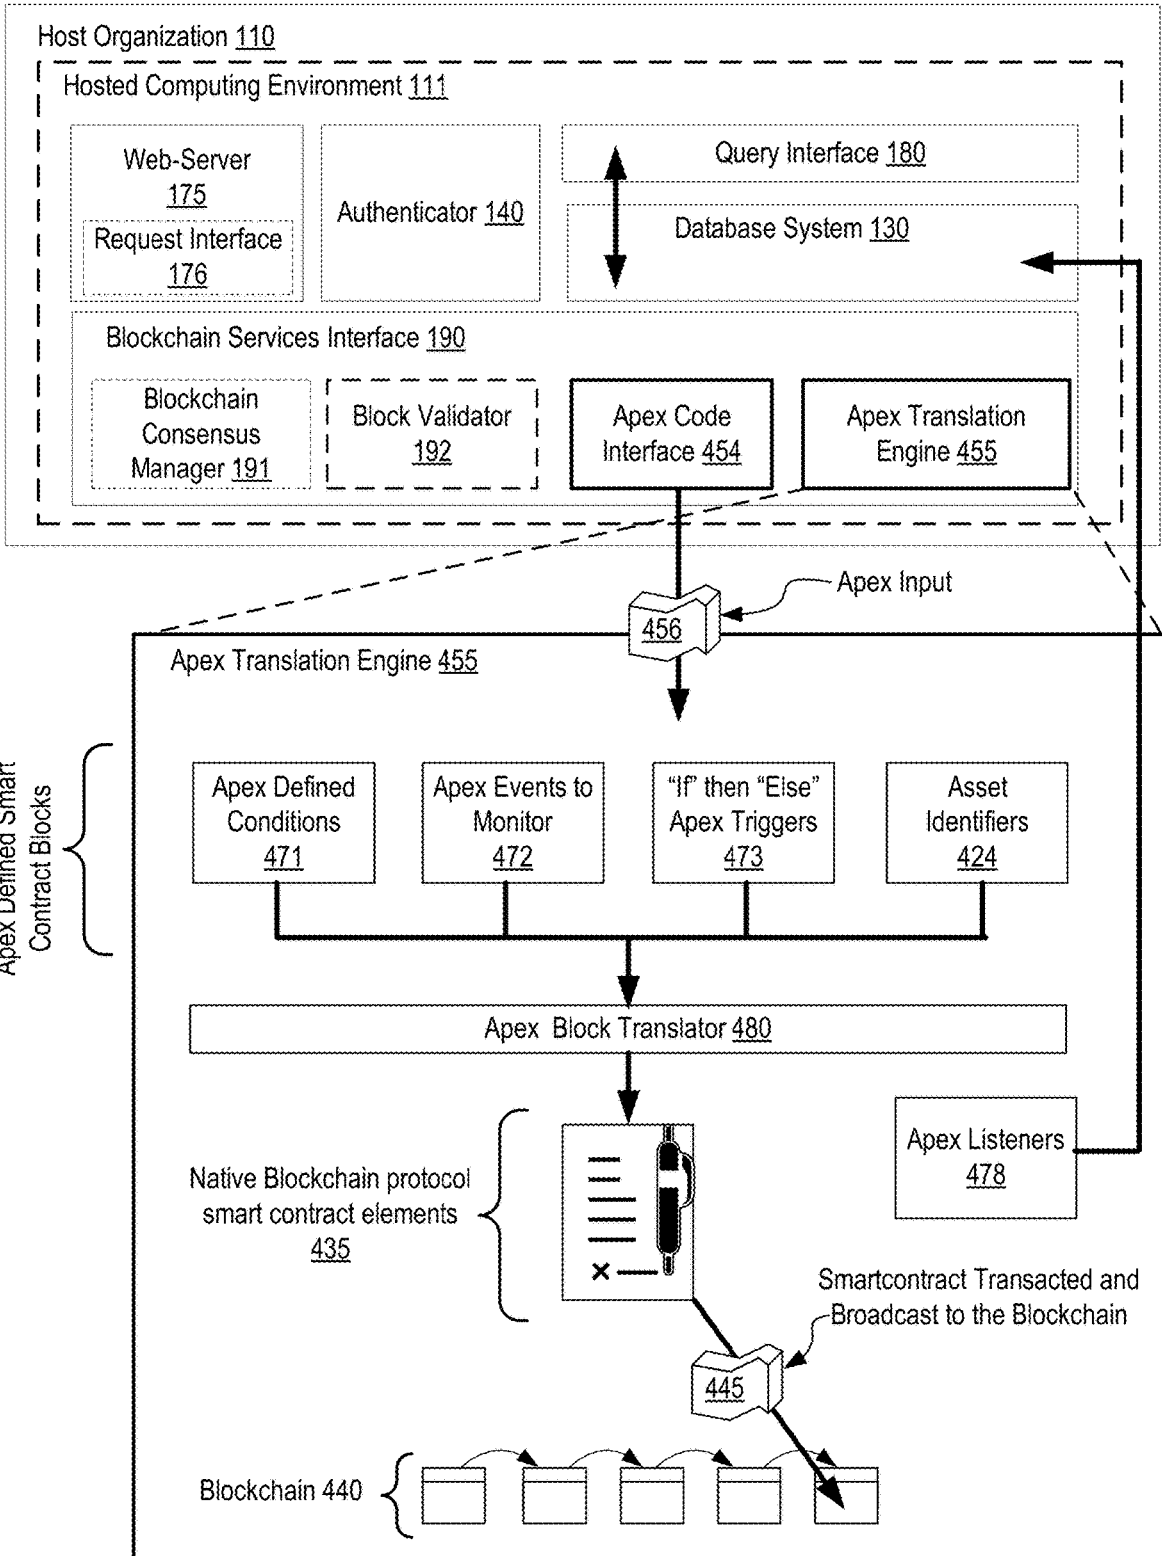 Host Organization 110
Hosted Computing Environment 111
Web-Server
175
Request Interface
176
Authenticator 140
Query Interface 180
Database System 130
Blockchain Services Interface 190
Blockchain
Consensus
Manager 191
Block Validator
192
Apex Code
Interface 454
Apex Translation
Engine 455
Apex Input
456
Apex Translation Engine 455
Apex Defined Smart
Contract Blocks
Apex Defined
Conditions
471
Apex Events to
Monitor
472
“If” then “Else”
Apex Triggers
473
Asset
Identifiers
424
Apex Block Translator 480
Native Blockchain protocol
smart contract elements
435
Apex Listeners
478
Smartcontract Transacted and
Broadcast to the Blockchain
445
Blockchain 440